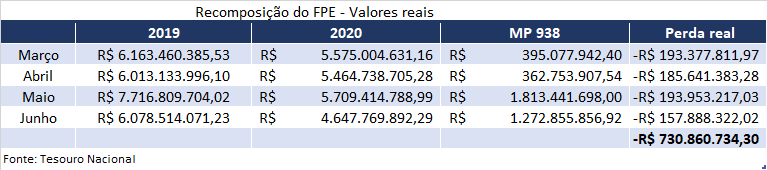 Recomposição do FPE - Valores reais
2019 2020 MP 938 Perda real
Março R$ 6.163.460.385,53 R$ 5.575.004.631,16 R$ 395.077.942,40 -R$ 193.377.811,97
Abril R$ 6.013.133.996,10 R$ 5.464.738.705,28 R$ 362.753.907,54 -R$ 185.641.383,28
Maio R$ 7.716.809.704,02 R$ 5.709.414.788,99 R$ 1.813.441.698,00 -R$ 193.953.217,03
Junho R$ 6.078.514.071,23 R$ 4.647.769.892,29 R$ 1.272.855.856,92 -R$ 157.888.322,02
-R$ 730.860.734,30
Fonte: Tesouro Nacional